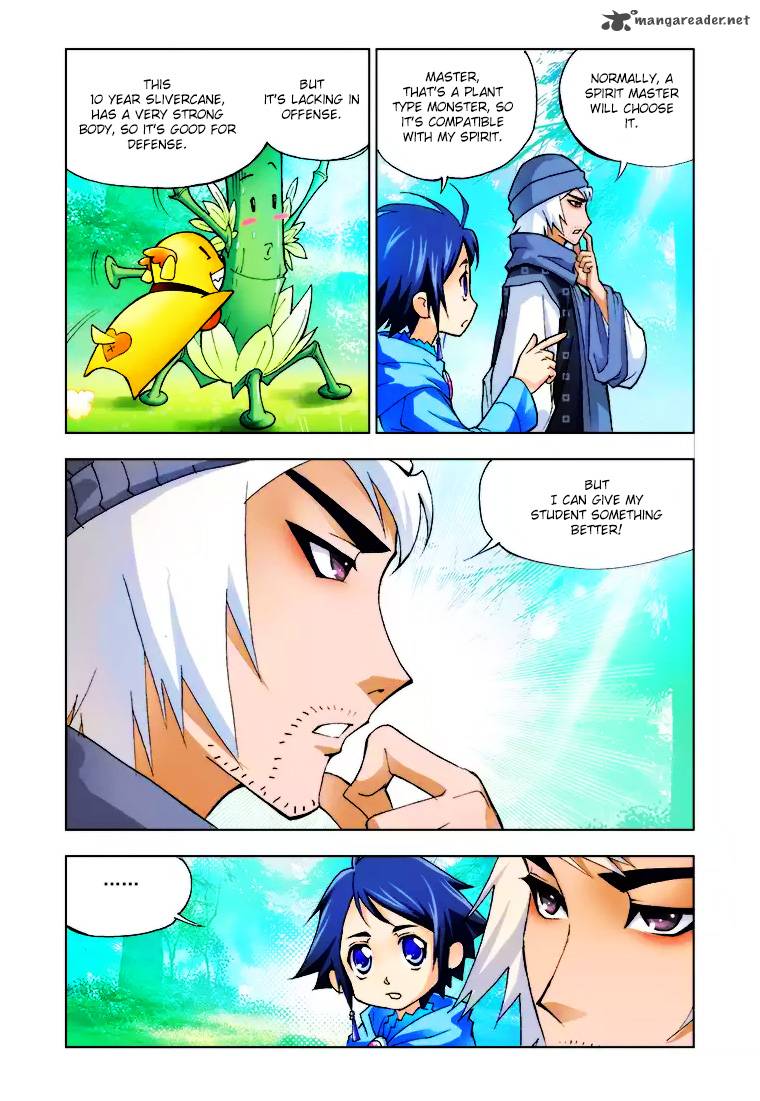 mangareader.net
THIS
10 YEAR SLIVERCANE,
HAS A VERY STRONG
BODY, SO IT'S GOOD FOR
DEFENSE.
BUT
IT'S LACKING IN
OFFENSE.
MASTER,
THAT'S A PLANT
TYPE MONSTER, SO
IT'S COMPATIBLE
WITH MY SPIRIT.
NORMALLY, A
SPIRIT MASTER
WILL CHOOSE
IT.
BUT
I CAN GIVE MY
STUDENT SOMETHING
BETTER!
......